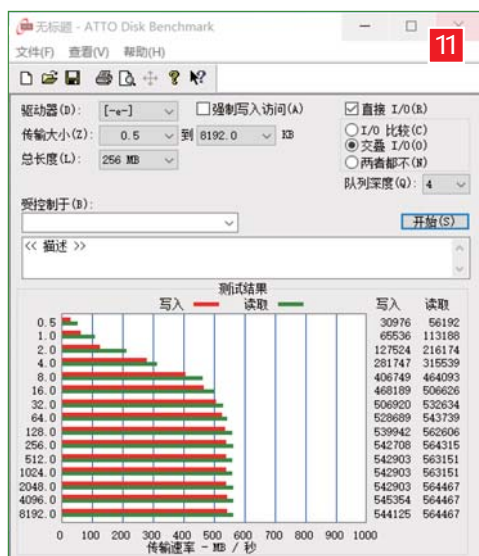 无标题 - ATTO Disk Benchmark
11
文件(F) 查看(V) 帮助(H)
驱动器(D): [-e-] 强制写入访问(A) 直接 I/O(R)
传输大小(Z): 0.5 到 8192.0 KB I/O 比较(C)
交叠 I/O(O)
总长度(L): 256 MB 两者都不(N)
队列深度(Q): 4
受控制于(B):
开始(S)
<< 描述 >>
测试结果
写入 读取 写入 读取
0.5 30976 56192
1.0 65536 113188
2.0 127524 216174
4.0 281747 315539
8.0 406749 464093
16.0 468189 506626
32.0 506920 532634
64.0 528689 543739
128.0 539942 562606
256.0 542708 564315
512.0 542903 563151
1024.0 542903 563151
2048.0 542903 564467
4096.0 545354 564467
8192.0 544125 564467
0 100 200 300 400 500 600 700 800 900 1000
传输速率 - MB / 秒